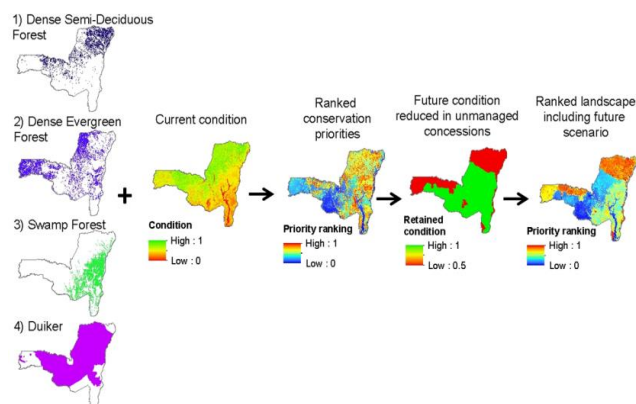 1) Dense Semi-Deciduous
Forest
2) Dense Evergreen
Forest
3) Swamp Forest
4) Duiker
Current condition
Condition
High : 1
Low : 0
Ranked
conservation
priorities
Priority ranking
High : 1
Low : 0
Future condition
reduced in unmanaged
concessions
Retained
condition
High : 1
Low : 0.5
Ranked landscape
including future
scenario
Priority ranking
High : 1
Low : 0